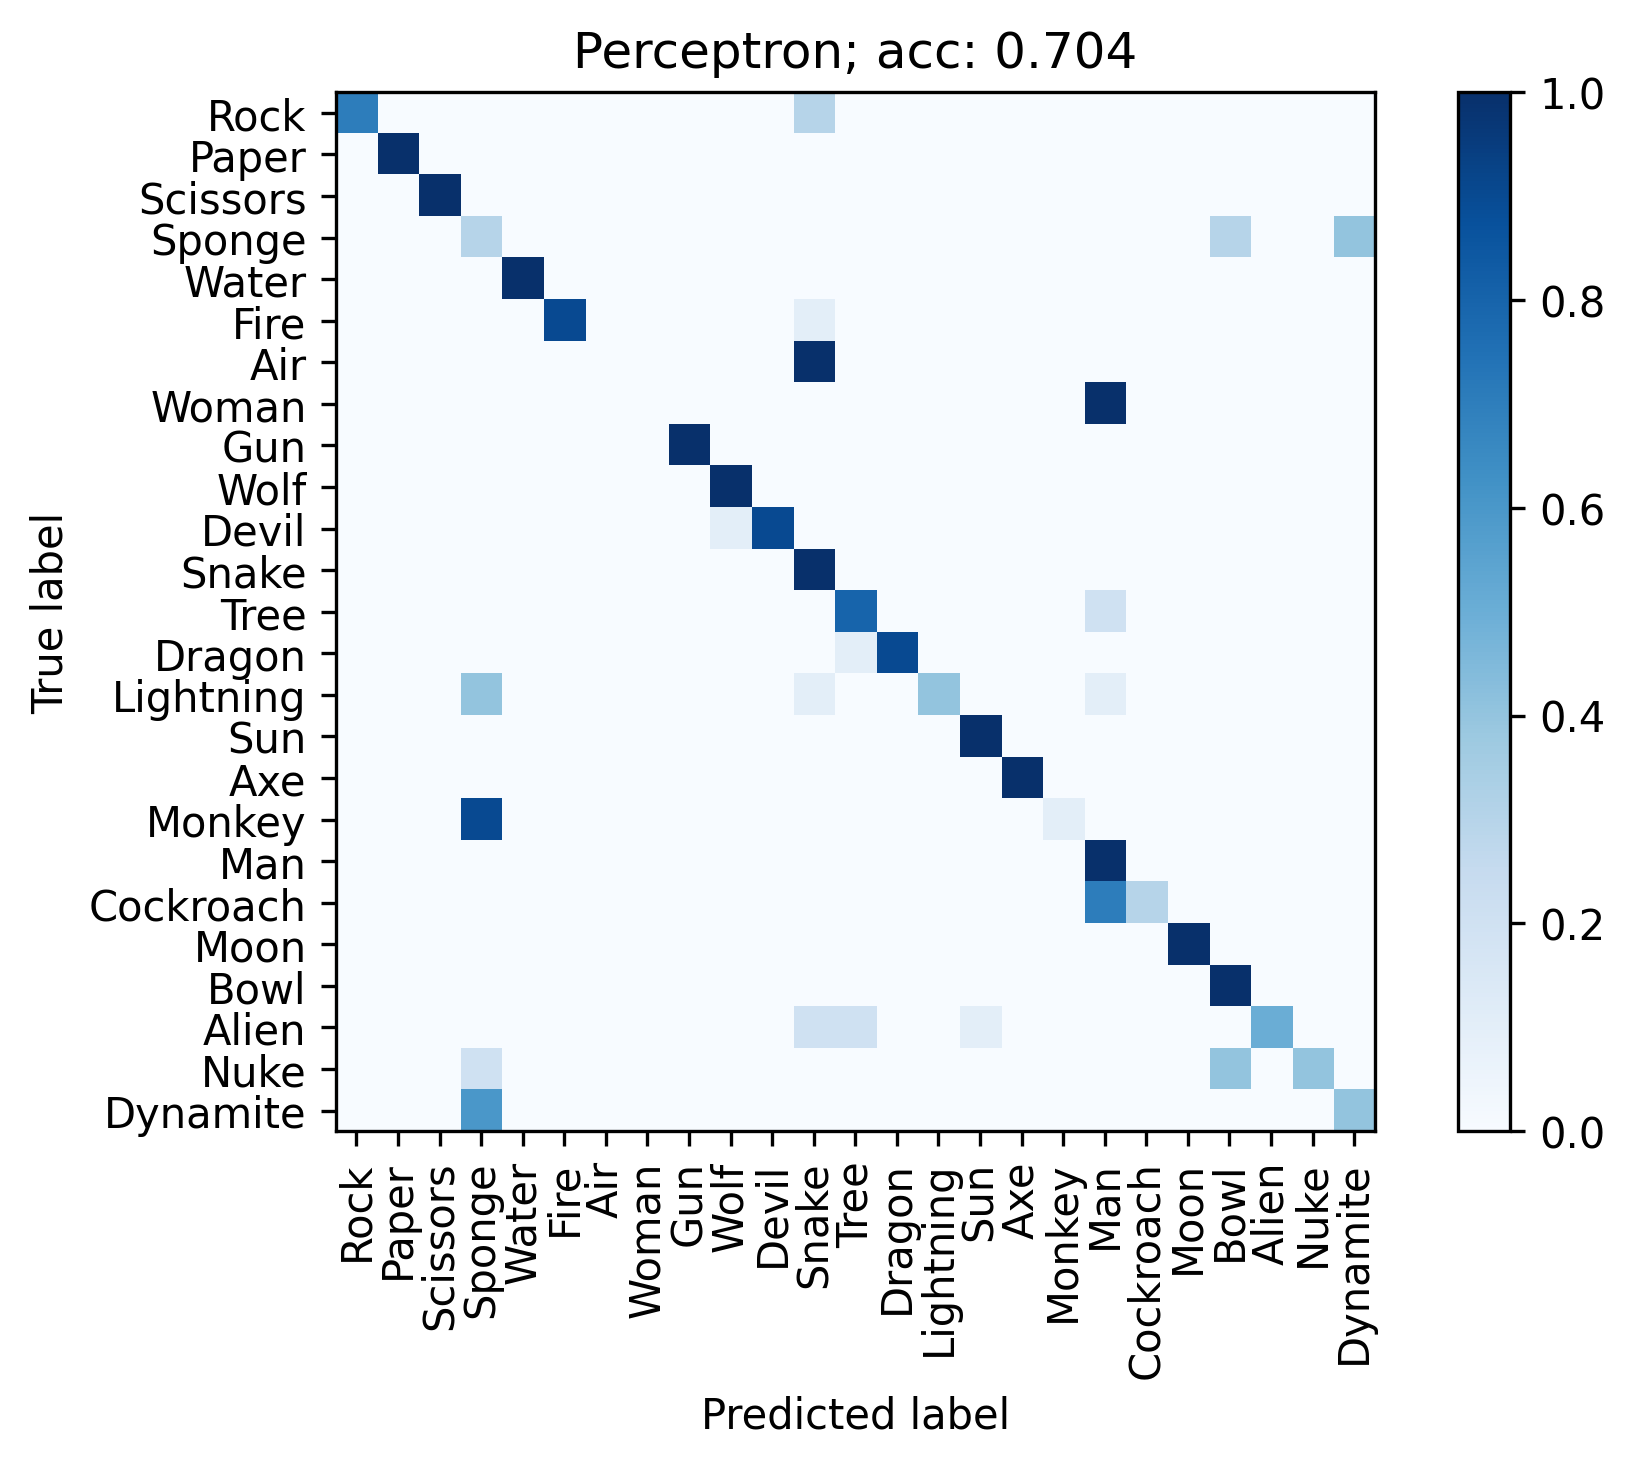 Perceptron; acc: 0.704
True label
Rock
Paper
Scissors
Sponge
Water
Fire
Air
Woman
Gun
Wolf
Devil
Snake
Tree
Dragon
Lightning
Sun
Axe
Monkey
Man
Cockroach
Moon
Bowl
Alien
Nuke
Dynamite
Rock
Paper
Scissors
Sponge
Water
Fire
Air
Woman
Gun
Wolf
Devil
Snake
Tree
Dragon
Lightning
Sun
Axe
Monkey
Man
Cockroach
Moon
Bowl
Alien
Nuke
Dynamite
Predicted label
1.0
0.8
0.6
0.4
0.2
0.0